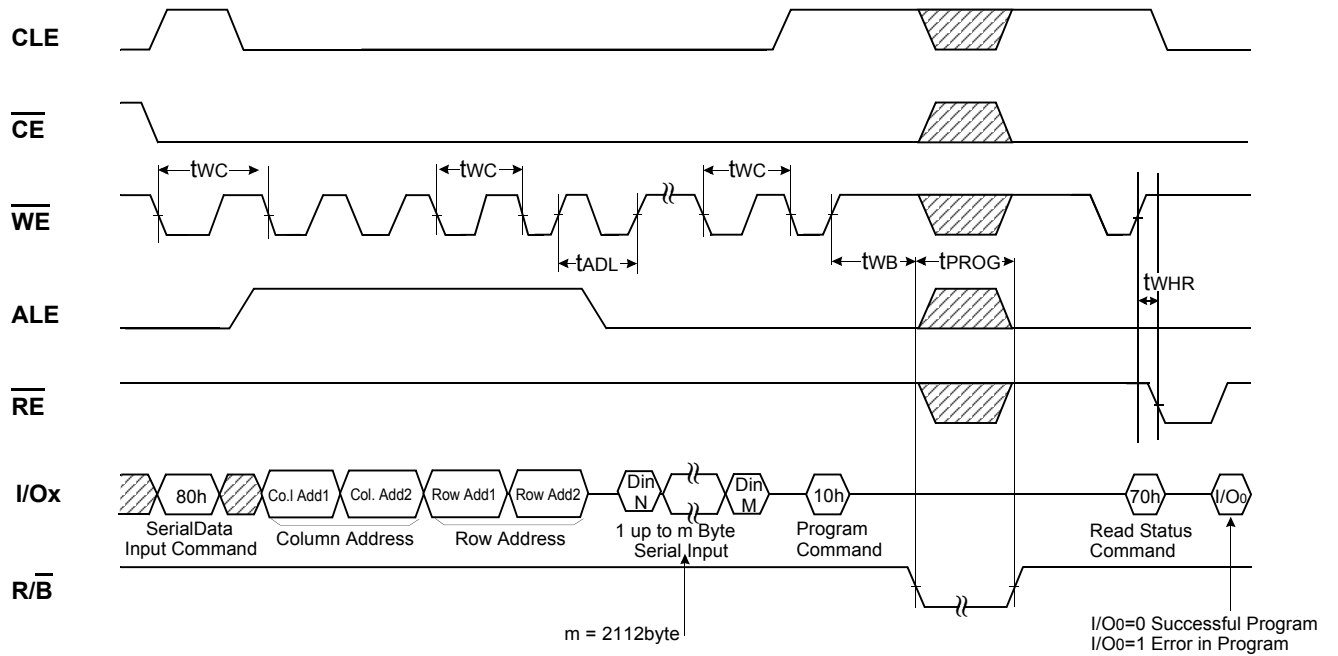 CLE
CE
tWC
tWC
tWC
WE
tADL
tWB
tPROG
tWHR
ALE
RE
I/Ox
80h
Co.l Add1
Col. Add2
Row Add1
Row Add2
Din
N
Din
M
10h
70h
I/O0
SerialData
Input Command
Column Address
Row Address
1 up to m Byte
Serial Input
Program
Command
Read Status
Command
R/B
m = 2112byte
I/O0=0 Successful Program
I/O0=1 Error in Program